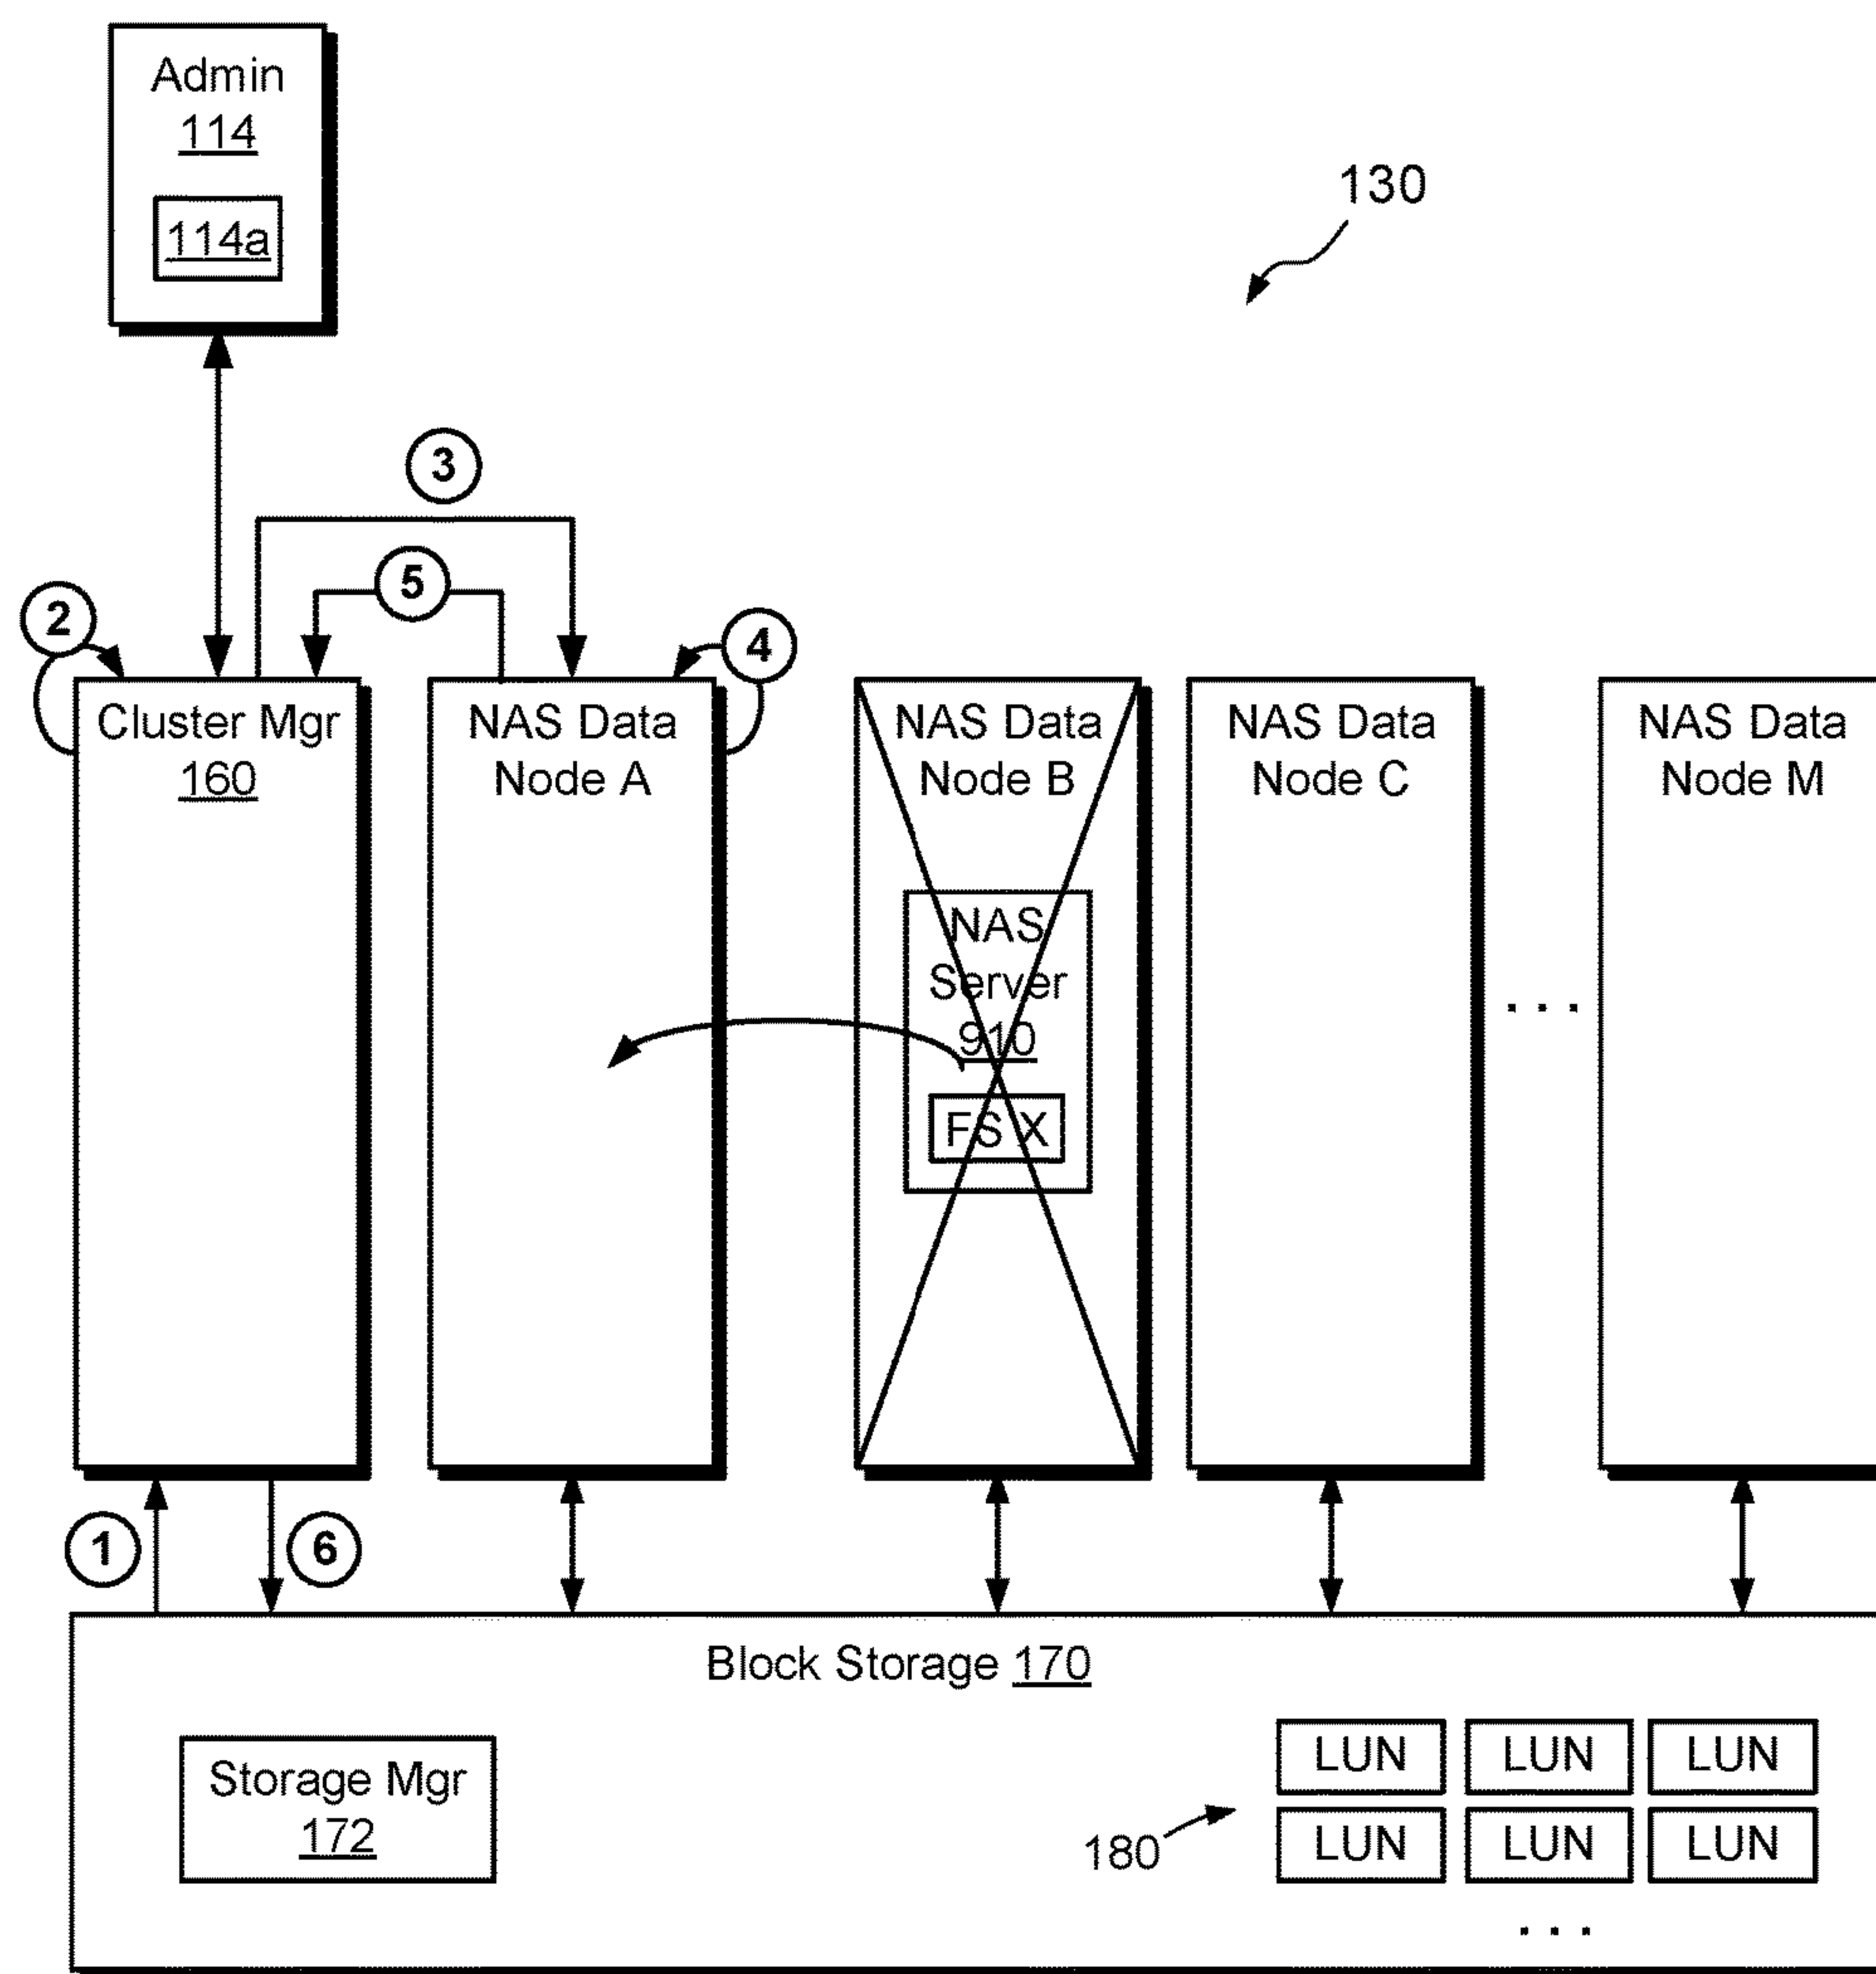 Admin
114
114a
130
3
5
2
4
Cluster Mgr
160
NAS Data
Node A
NAS Data
Node B
NAS Data
Node C
NAS Data
Node M
NAS
Server
910
FS X
. . .
1
6
Block Storage 170
Storage Mgr
172
180
LUN LUN LUN
LUN LUN LUN
. . .